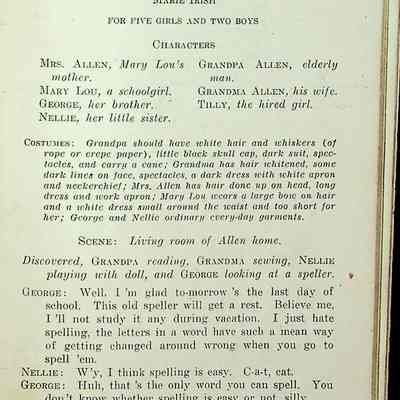 MARIE IRISH
FOR FIVE GIRLS AND TWO BOYS
CHARACTERS
MRS. ALLEN, Mary Lou's mother.
MARY LOU, a schoolgirl.
GEORGE, her brother.
NELLIE, her little sister.
GRANDPA ALLEN, elderly man.
GRANDMA ALLEN, his wife.
TILLY, the hired girl.
COSTUMES: Grandpa should have white hair and whiskers (of
rope or crepe paper), little black skull cap, dark suit, spec-
tacles, and carry a cane; Grandma has hair whitened, some
dark lines on face, spectacles, a dark dress with white apron
and neckerchief; Mrs. Allen has hair done up on head, long
dress and work apron; Mary Lou wears a large bow on hair
and a white dress small around the waist and too short for
her; George and Nellie ordinary every-day garments.
SCENE: Living room of Allen home.
Discovered, GRANDPA reading, GRANDMA sewing, NELLIE
playing with doll, and GEORGE looking at a speller.
GEORGE: Well, I 'm glad to-morrow 's the last day of
school. This old speller will get a rest. Believe me,
I 'll not study it any during vacation. I just hate
spelling, the letters in a word have such a mean way
of getting changed around wrong when you go to
spell 'em.
NELLIE: W'y, I think spelling is easy. C-a-t, cat.
GEORGE: Huh, that 's the only word you can spell. You
don't know whether spelling is easy or not, silly.